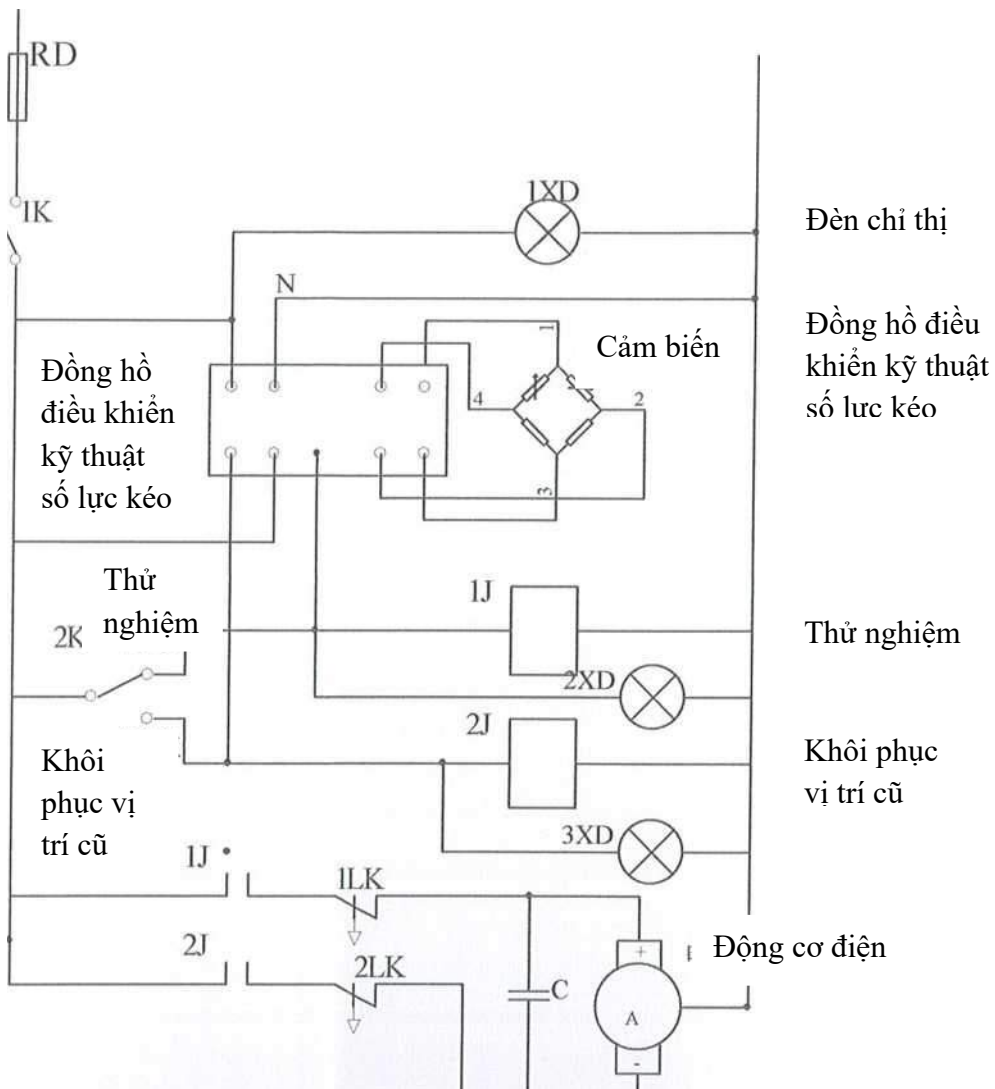 RD
1K
1XD
Đèn chỉ thị
N
1
Cảm biến
Đồng hồ điều
khiển kỹ thuật
số lực kéo
Đồng hồ
điều khiển
kỹ thuật
số lực kéo
4
2
3
Thử
nghiệm
2K
1J
Thử nghiệm
2XD
2J
Khôi
phục vị
trí cũ
Khôi phục
vị trí cũ
3XD
1J
1LK
2J
2LK
Động cơ điện
+
C
A
-